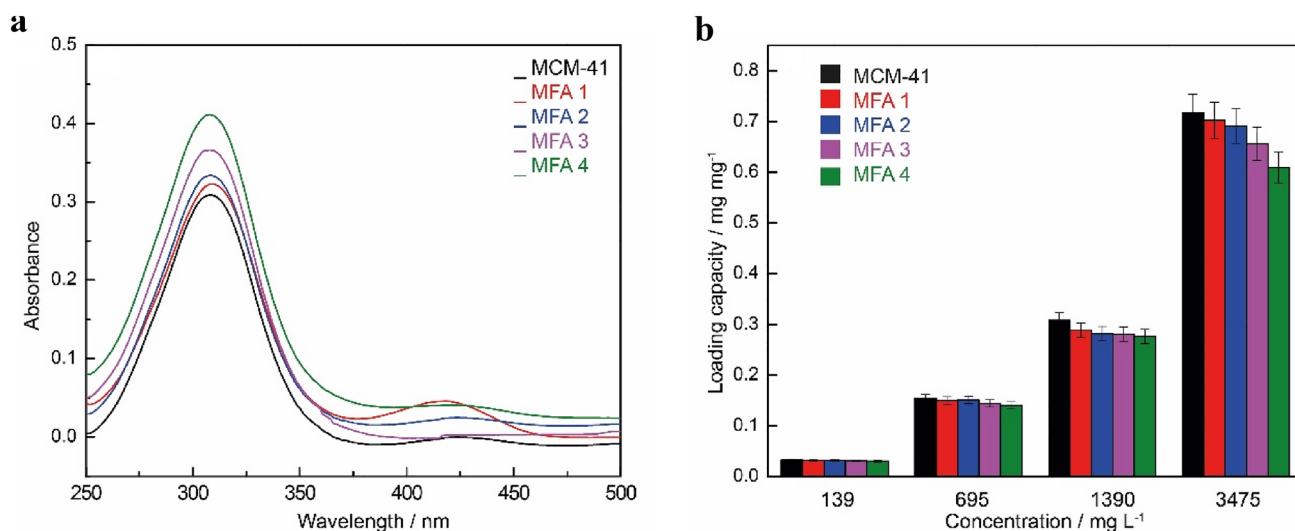 a
0.5
0.4
0.3
0.2
0.1
0.0
Absorbance
250
300
350
400
450
500
Wavelength / nm
MCM-41
MFA 1
MFA 2
MFA 3
MFA 4
b
0.8
0.7
0.6
0.5
0.4
0.3
0.2
0.1
0.0
Loading capacity / mg mg⁻¹
MCM-41
MFA 1
MFA 2
MFA 3
MFA 4
139
695
1390
3475
Concentration / mg L⁻¹